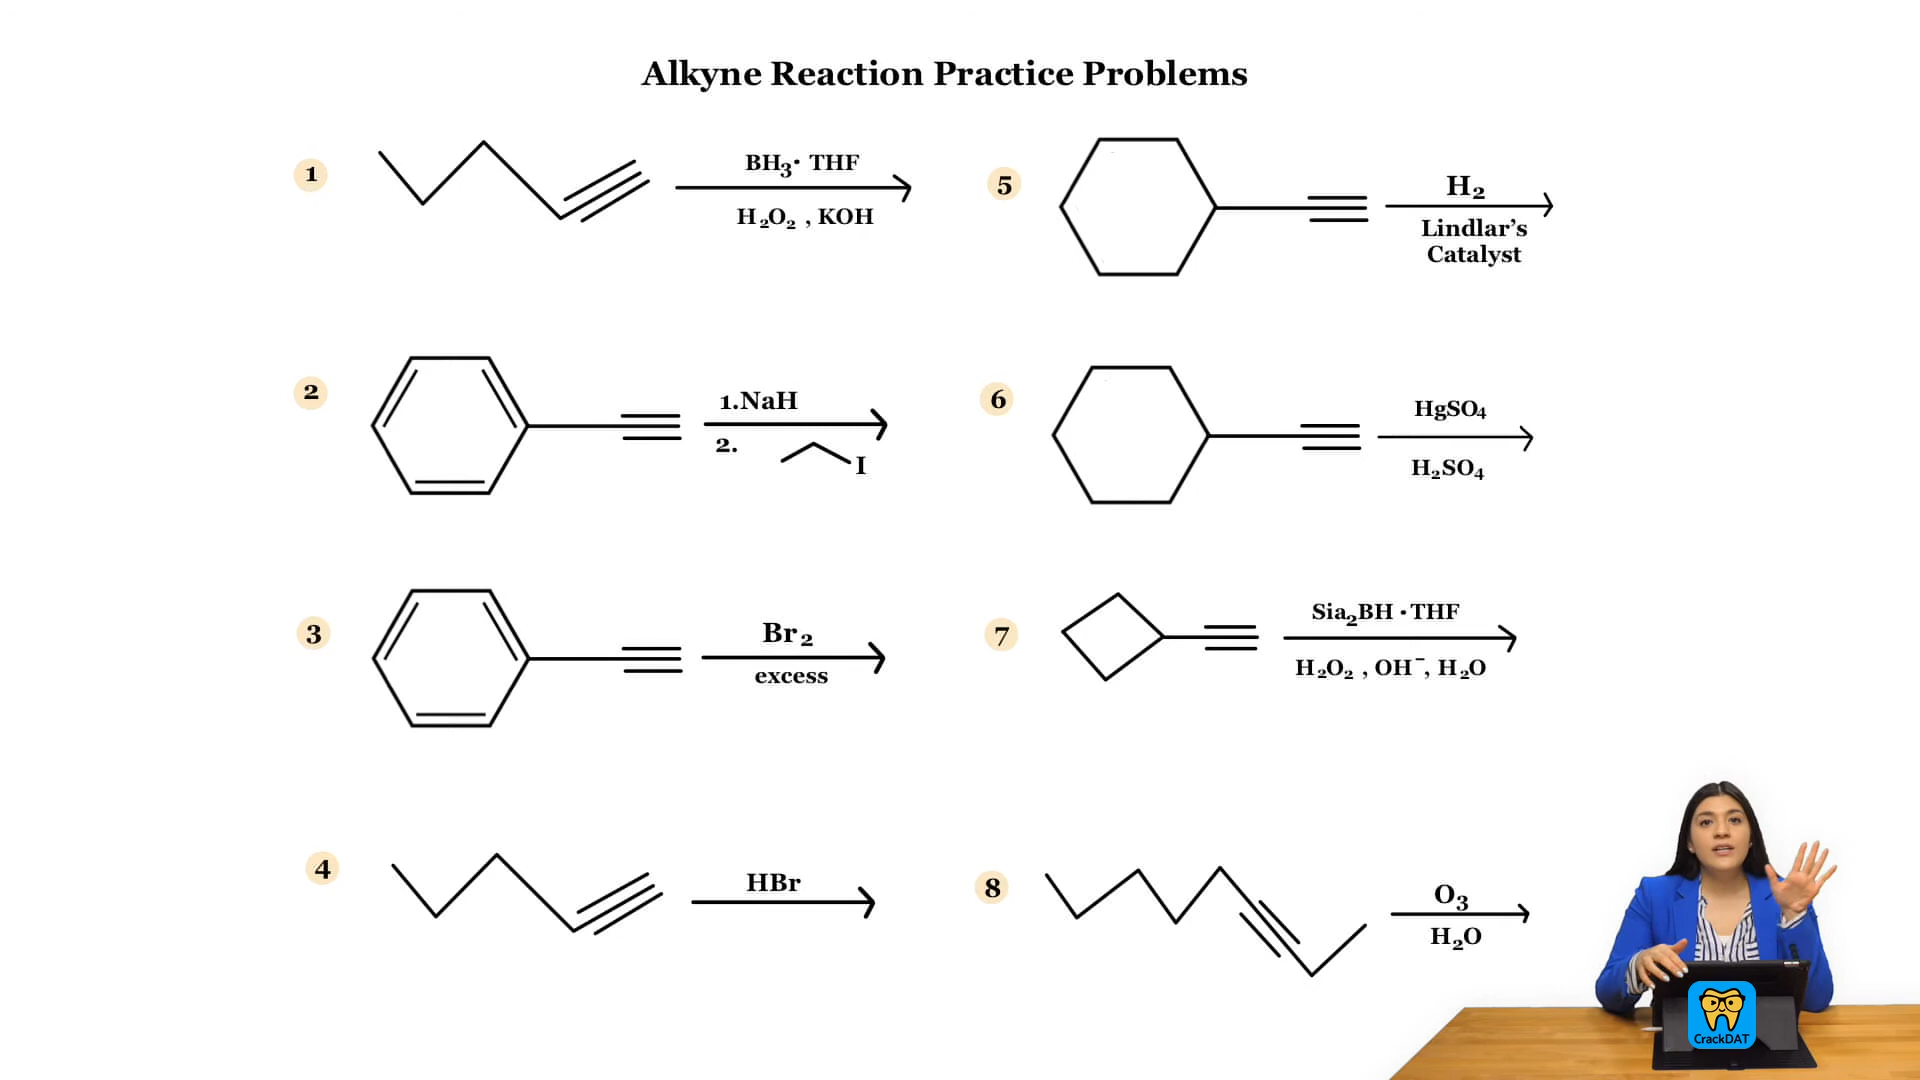 Alkyne Reaction Practice Problems
1
BH₃· THF
H₂O₂ , KOH
2
1.NaH
2.
I
3
Br₂
excess
4
HBr
5
H₂
Lindlar’s
Catalyst
6
HgSO₄
H₂SO₄
7
Sia₂BH · THF
H₂O₂ , OH⁻, H₂O
8
O₃
H₂O
CrackDAT